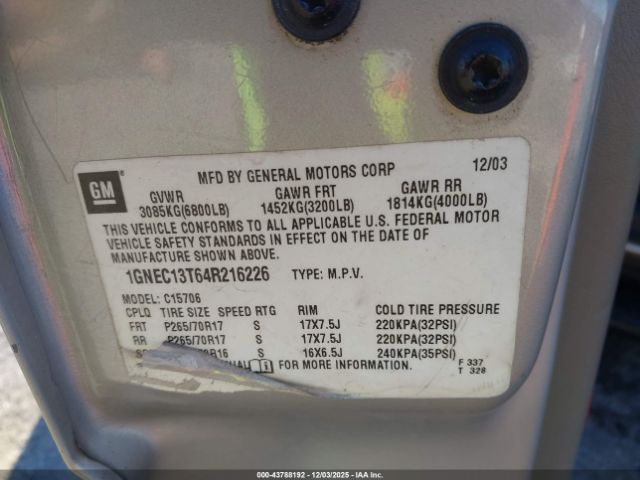 GM
MFD BY GENERAL MOTORS CORP 12/03
GVWR GAWR FRT GAWR RR
3085KG(6800LB) 1452KG(3200LB) 1814KG(4000LB)
THIS VEHICLE CONFORMS TO ALL APPLICABLE U.S. FEDERAL MOTOR
VEHICLE SAFETY STANDARDS IN EFFECT ON THE DATE OF
MANUFACTURE SHOWN ABOVE.
1GNEC13T64R216226 TYPE: M.P.V.
MODEL: C15706
CPLQ TIRE SIZE SPEED RTG RIM COLD TIRE PRESSURE
FRT P265/70R17 S 17X7.5J 220KPA(32PSI)
RR P265/70R17 S 17X7.5J 220KPA(32PSI)
R16 S 16X6.5J 240KPA(35PSI)
FOR MORE INFORMATION
F 337
T 328
000-43788192 - 12/03/2025 - IAA Inc.